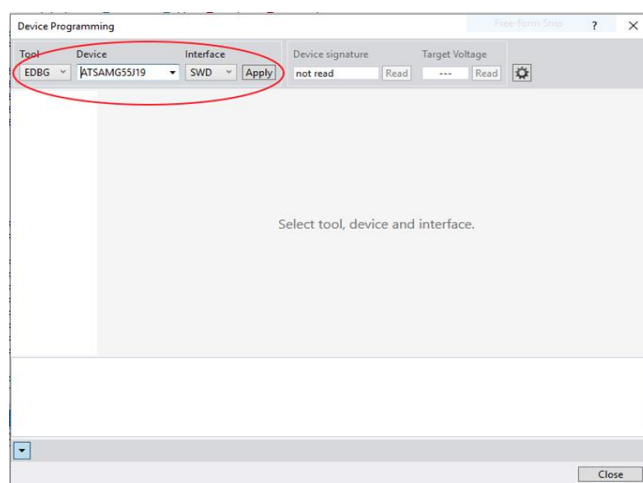 Device Programming
Free-form Snip
? ×
Tool Device Interface Device signature Target Voltage
EDBG ATSAMG55J19 SWD Apply not read Read --- Read
Select tool, device and interface.
Close